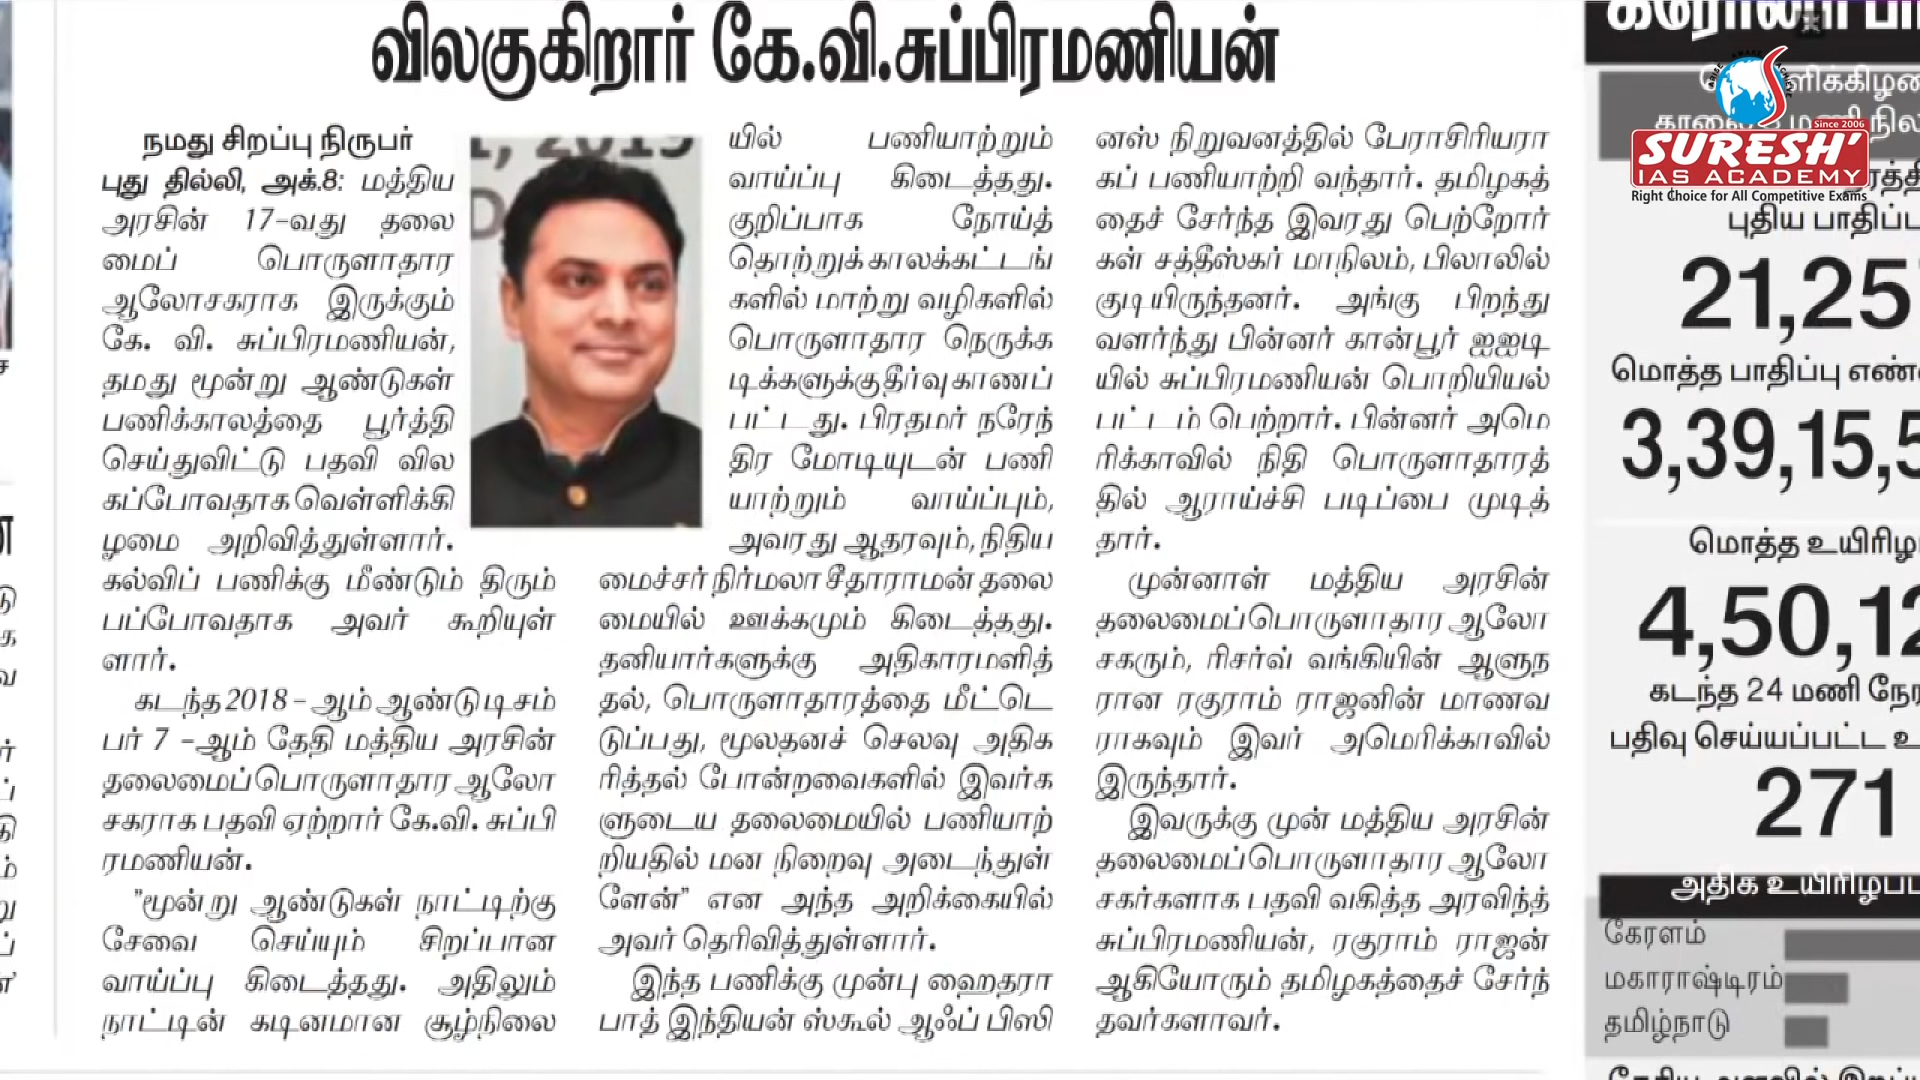 விலகுகிறார் கே.வி.சுப்பிரமணியன்
நமது சிறப்பு நிருபர்
புது தில்லி, அக்.8: மத்திய
அரசின் 17-வது தலை
மைப் பொருளாதார
ஆலோசகராக இருக்கும்
கே. வி. சுப்பிரமணியன்,
தமது மூன்று ஆண்டுகள்
பணிக்காலத்தை பூர்த்தி
செய்துவிட்டு பதவி வில
கப்போவதாக வெள்ளிக்கி
ழமை அறிவித்துள்ளார்.
கல்விப் பணிக்கு மீண்டும் திரும்
பப்போவதாக அவர் கூறியுள்
ளார்.
கடந்த 2018 - ஆம் ஆண்டு டிசம்
பர் 7 -ஆம் தேதி மத்திய அரசின்
தலைமைப் பொருளாதார ஆலோ
சகராக பதவி ஏற்றார் கே.வி. சுப்பி
ரமணியன்.
"மூன்று ஆண்டுகள் நாட்டிற்கு
சேவை செய்யும் சிறப்பான
வாய்ப்பு கிடைத்தது. அதிலும்
நாட்டின் கடினமான சூழ்நிலை
யில் பணியாற்றும்
வாய்ப்பு கிடைத்தது.
குறிப்பாக நோய்த்
தொற்றுக் காலக்கட்டங்
களில் மாற்று வழிகளில்
பொருளாதார நெருக்க
டிக்களுக்கு தீர்வு காணப்
பட்டது. பிரதமர் நரேந்
திர மோடியுடன் பணி
யாற்றும் வாய்ப்பும்,
அவரது ஆதரவும், நிதிய
மைச்சர் நிர்மலா சீதாராமன் தலை
மையில் ஊக்கமும் கிடைத்தது.
தனியார்களுக்கு அதிகாரமளித்
தல், பொருளாதாரத்தை மீட்டெ
டுப்பது, மூலதனச் செலவு அதிக
ரித்தல் போன்றவைகளில் இவர்க
ளுடைய தலைமையில் பணியாற்
றியதில் மன நிறைவு அடைந்துள்
ளேன்" என அந்த அறிக்கையில்
அவர் தெரிவித்துள்ளார்.
இந்த பணிக்கு முன்பு ஹைதரா
பாத் இந்தியன் ஸ்கூல் ஆஃப் பிஸி
னஸ் நிறுவனத்தில் பேராசிரியரா
கப் பணியாற்றி வந்தார். தமிழகத்
தைச் சேர்ந்த இவரது பெற்றோர்
கள் சத்தீஸ்கர் மாநிலம், பிலாலில்
குடியிருந்தனர். அங்கு பிறந்து
வளர்ந்து பின்னர் கான்பூர் ஐஐடி
யில் சுப்பிரமணியன் பொறியியல்
பட்டம் பெற்றார். பின்னர் அமெ
ரிக்காவில் நிதி பொருளாதாரத்
தில் ஆராய்ச்சி படிப்பை முடித்
தார்.
முன்னாள் மத்திய அரசின்
தலைமைப் பொருளாதார ஆலோ
சகரும், ரிசர்வ் வங்கியின் ஆளுந
ரான ரகுராம் ராஜனின் மாணவ
ராகவும் இவர் அமெரிக்காவில்
இருந்தார்.
இவருக்கு முன் மத்திய அரசின்
தலைமைப் பொருளாதார ஆலோ
சகர்களாக பதவி வகித்த அரவிந்த்
சுப்பிரமணியன், ரகுராம் ராஜன்
ஆகியோரும் தமிழகத்தைச் சேர்ந்
தவர்களாவர்.
Since 2006
SURESH'
IAS ACADEMY
Right Choice for All Competitive Exams
புதிய பாதிப்பு
21,25
மொத்த பாதிப்பு
3,39,15,5
மொத்த
4,50,12
கடந்த 24 மணி
பதிவு செய்யப்பட்ட
271
அதிக
கேரளம்
மகாராஷ்டிரம்
தமிழ்நாடு